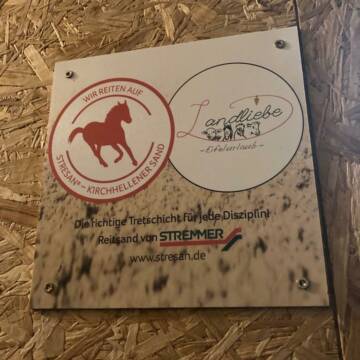 WIR REITEN AUF
STRESAN® - KIRCHHELLENER SAND
Landliebe
-Eifelurlaub-
Die richtige Tretschicht für jede Disziplin!
Reitsand von STREMMER
www.stresan.de